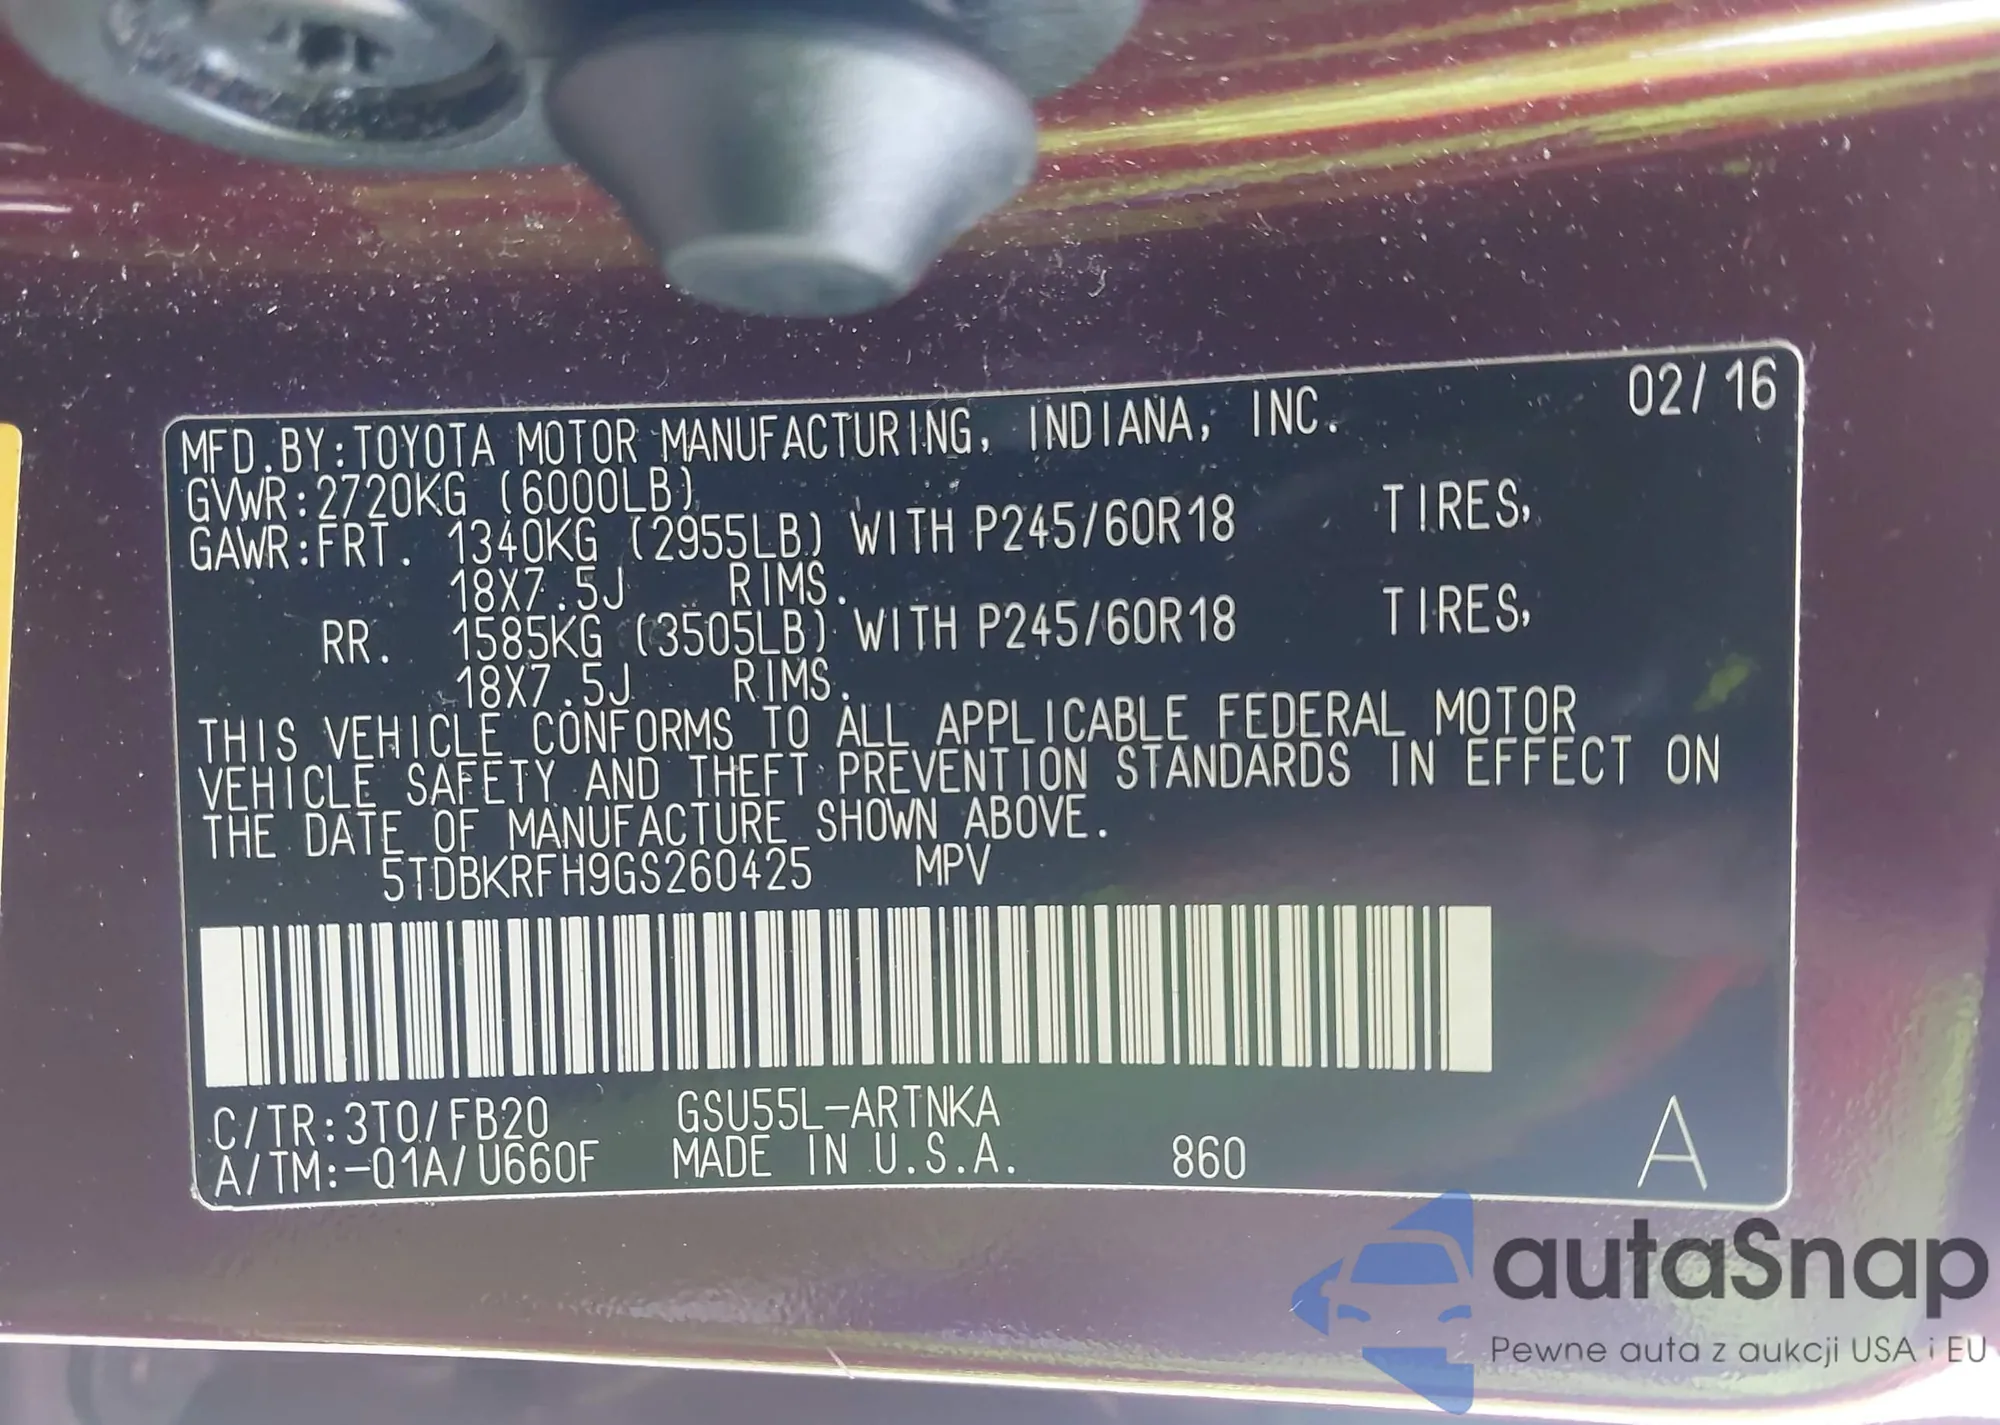 MFD.BY:TOYOTA MOTOR MANUFACTURING, INDIANA, INC. 02/16
GVWR:2720KG (6000LB)
GAWR:FRT. 1340KG (2955LB) WITH P245/60R18 TIRES,
18X7.5J RIMS.
RR. 1585KG (3505LB) WITH P245/60R18 TIRES,
18X7.5J RIMS.
THIS VEHICLE CONFORMS TO ALL APPLICABLE FEDERAL MOTOR
VEHICLE SAFETY AND THEFT PREVENTION STANDARDS IN EFFECT ON
THE DATE OF MANUFACTURE SHOWN ABOVE.
5TDBKRFH9GS260425 MPV
C/TR:3T0/FB20 GSU55L-ARTNKA
A/TM:-01A/U660F MADE IN U.S.A. 860 A
autaSnap
Pewne auta z aukcji USA i EU